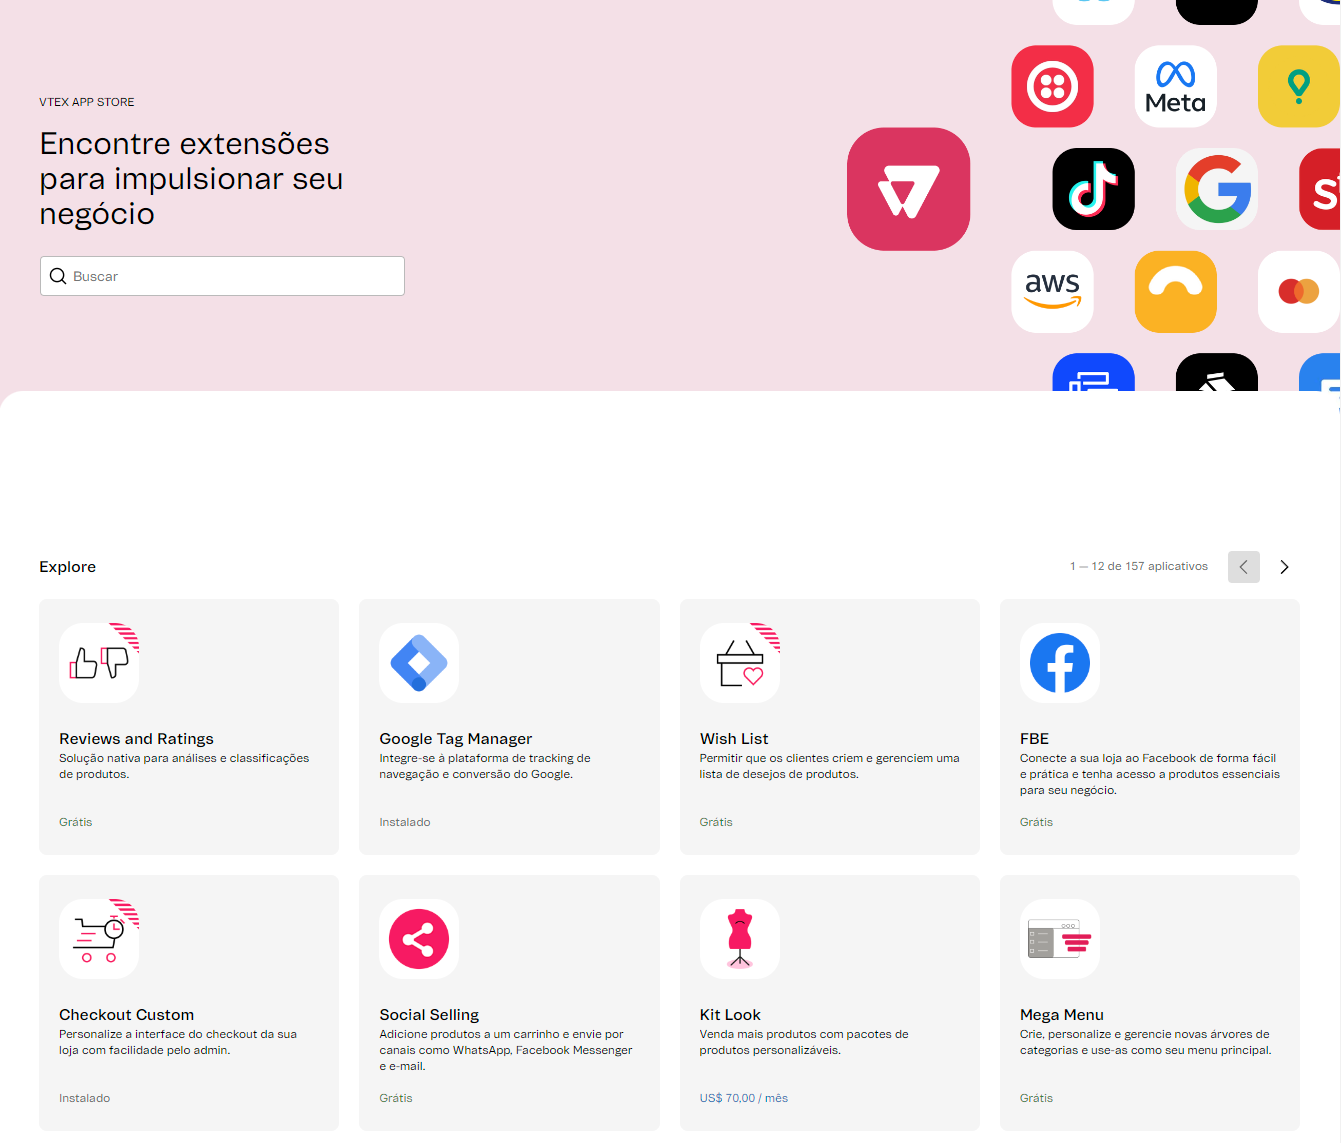 VTEX APP STORE
Encontre extensões
para impulsionar seu
negócio
Buscar
Meta
aws
Explore
1 — 12 de 157 aplicativos
Reviews and Ratings
Solução nativa para análises e classificações
de produtos.
Grátis
Google Tag Manager
Integre-se à plataforma de tracking de
navegação e conversão do Google.
Instalado
Wish List
Permitir que os clientes criem e gerenciem uma
lista de desejos de produtos.
Grátis
FBE
Conecte a sua loja ao Facebook de forma fácil
e prática e tenha acesso a produtos essenciais
para seu negócio.
Grátis
Checkout Custom
Personalize a interface do checkout da sua
loja com facilidade pelo admin.
Instalado
Social Selling
Adicione produtos a um carrinho e envie por
canais como WhatsApp, Facebook Messenger
e e-mail.
Grátis
Kit Look
Venda mais produtos com pacotes de
produtos personalizáveis.
US$ 70,00 / mês
Mega Menu
Crie, personalize e gerencie novas árvores de
categorias e use-as como seu menu principal.
Grátis